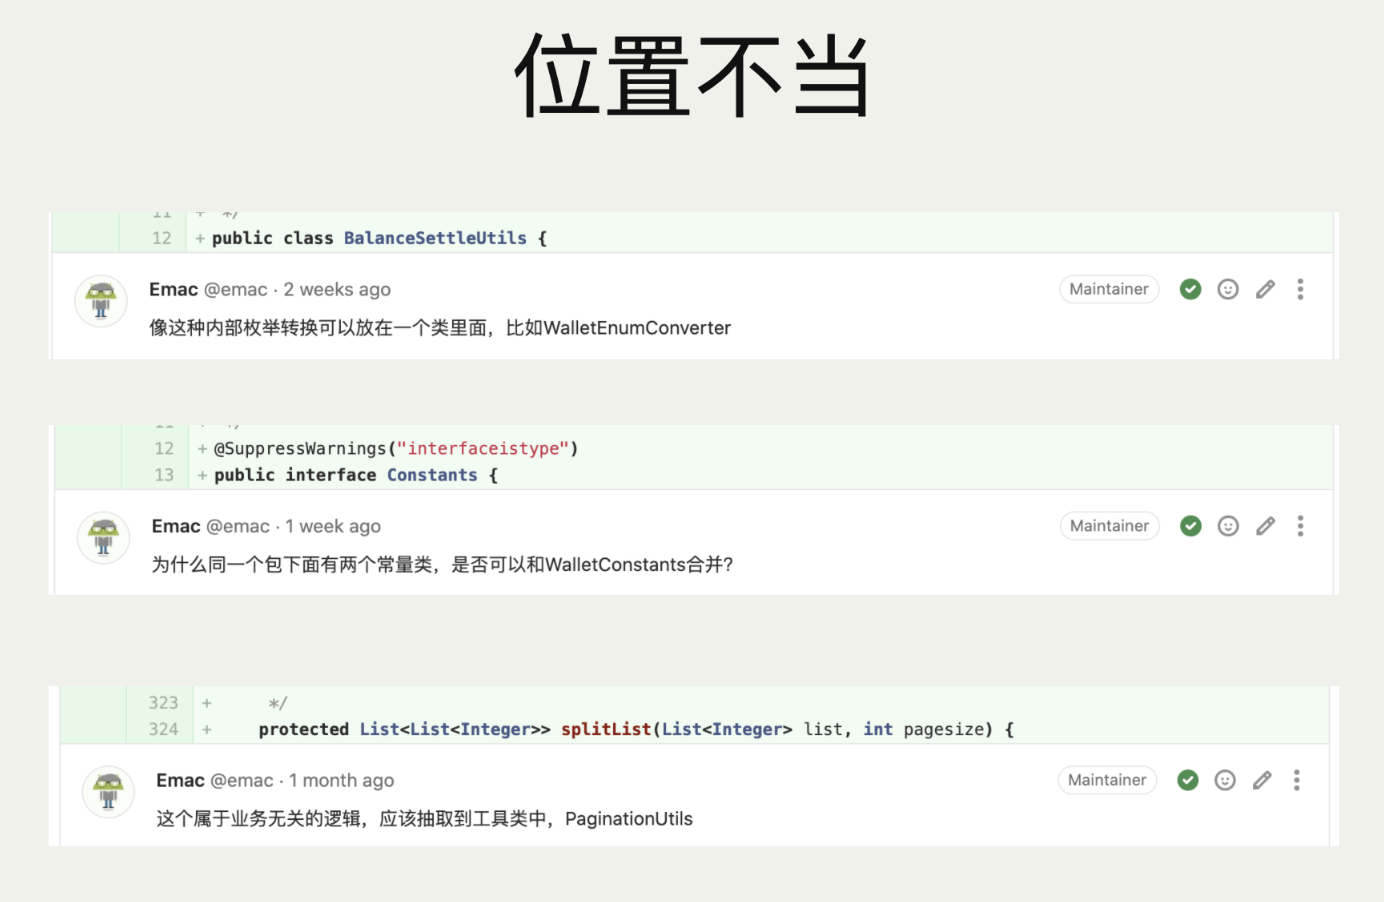 位置不当
12 + public class BalanceSettleUtils {
Emac @emac · 2 weeks ago Maintainer
像这种内部枚举转换可以放在一个类里面，比如WalletEnumConverter
12 + @SuppressWarnings("interfaceistype")
13 + public interface Constants {
Emac @emac · 1 week ago Maintainer
为什么同一个包下面有两个常量类，是否可以和WalletConstants合并?
323 + */
324 + protected List<List<Integer>> splitList(List<Integer> list, int pagesize) {
Emac @emac · 1 month ago Maintainer
这个属于业务无关的逻辑，应该抽取到工具类中，PaginationUtils